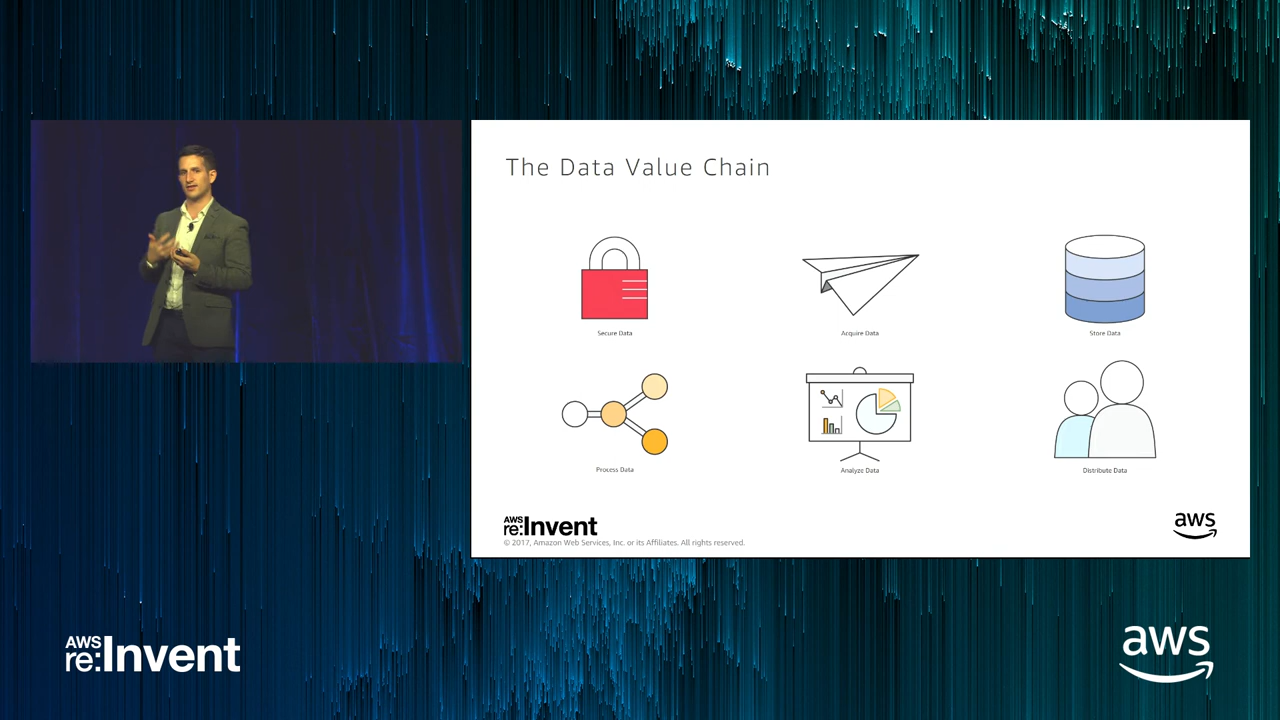 The Data Value Chain
Secure Data
Acquire Data
Store Data
Process Data
Analyze Data
Distribute Data
AWS
re:Invent
© 2017, Amazon Web Services, Inc. or its Affiliates. All rights reserved.
aws
AWS
re:Invent
aws